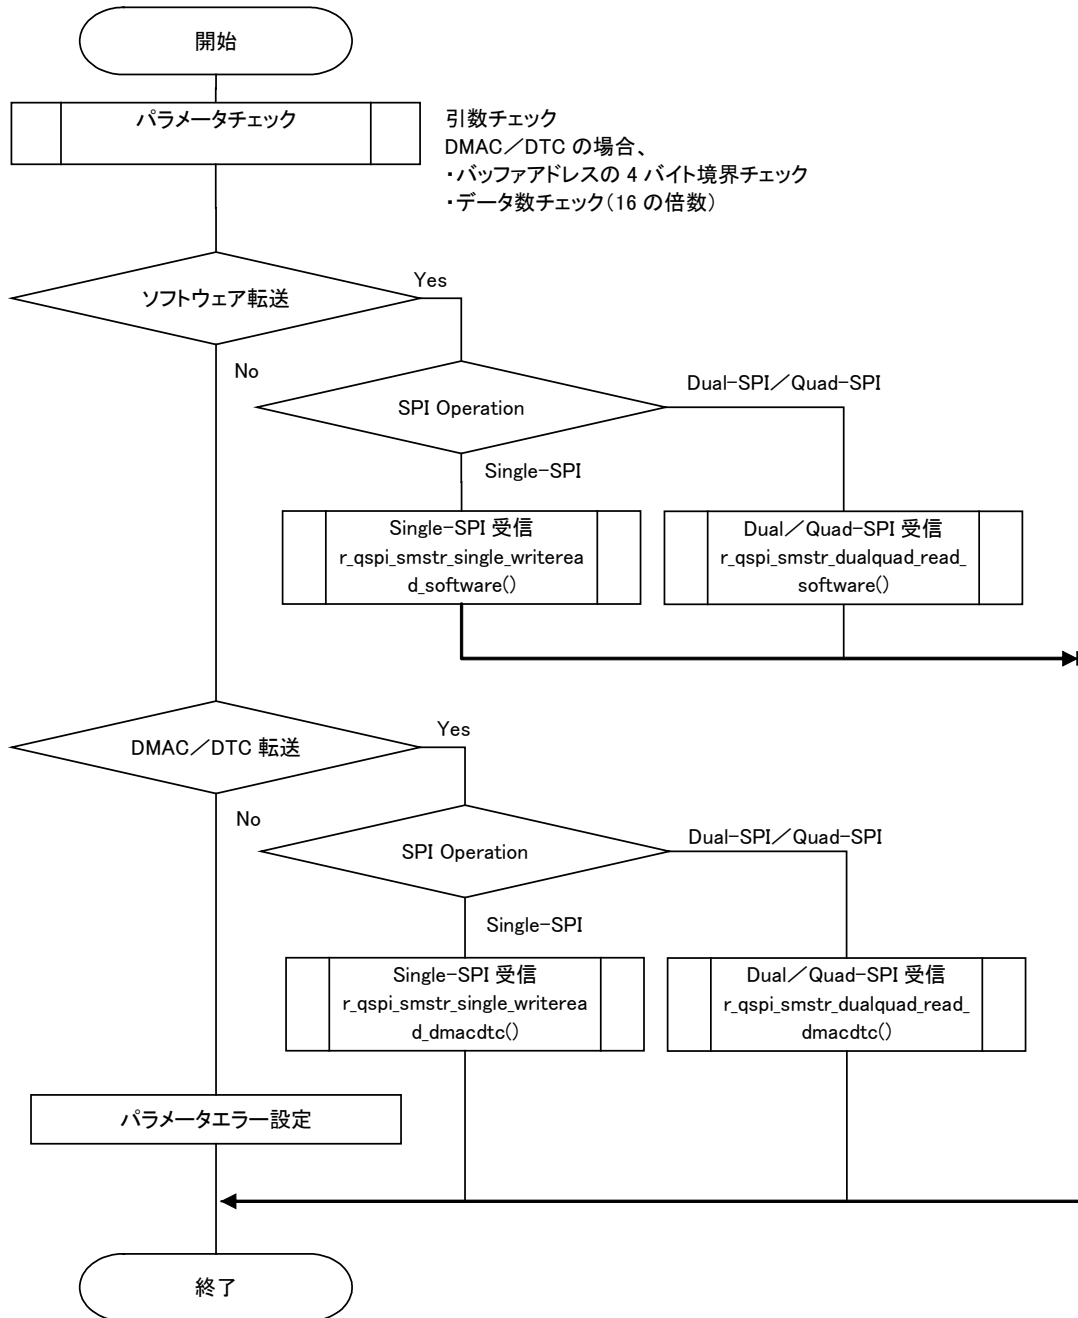 開始
パラメータチェック
引数チェック
DMAC／DTC の場合、
・バッファアドレスの 4 バイト境界チェック
・データ数チェック(16 の倍数)
ソフトウェア転送
Yes
No
SPI Operation
Dual-SPI／Quad-SPI
Single-SPI
Single-SPI 受信
r_qspi_smstr_single_writerea
d_software()
Dual／Quad-SPI 受信
r_qspi_smstr_dualquad_read_
software()
DMAC／DTC 転送
Yes
No
SPI Operation
Dual-SPI／Quad-SPI
Single-SPI
Single-SPI 受信
r_qspi_smstr_single_writerea
d_dmacdtc()
Dual／Quad-SPI 受信
r_qspi_smstr_dualquad_read_
dmacdtc()
パラメータエラー設定
終了